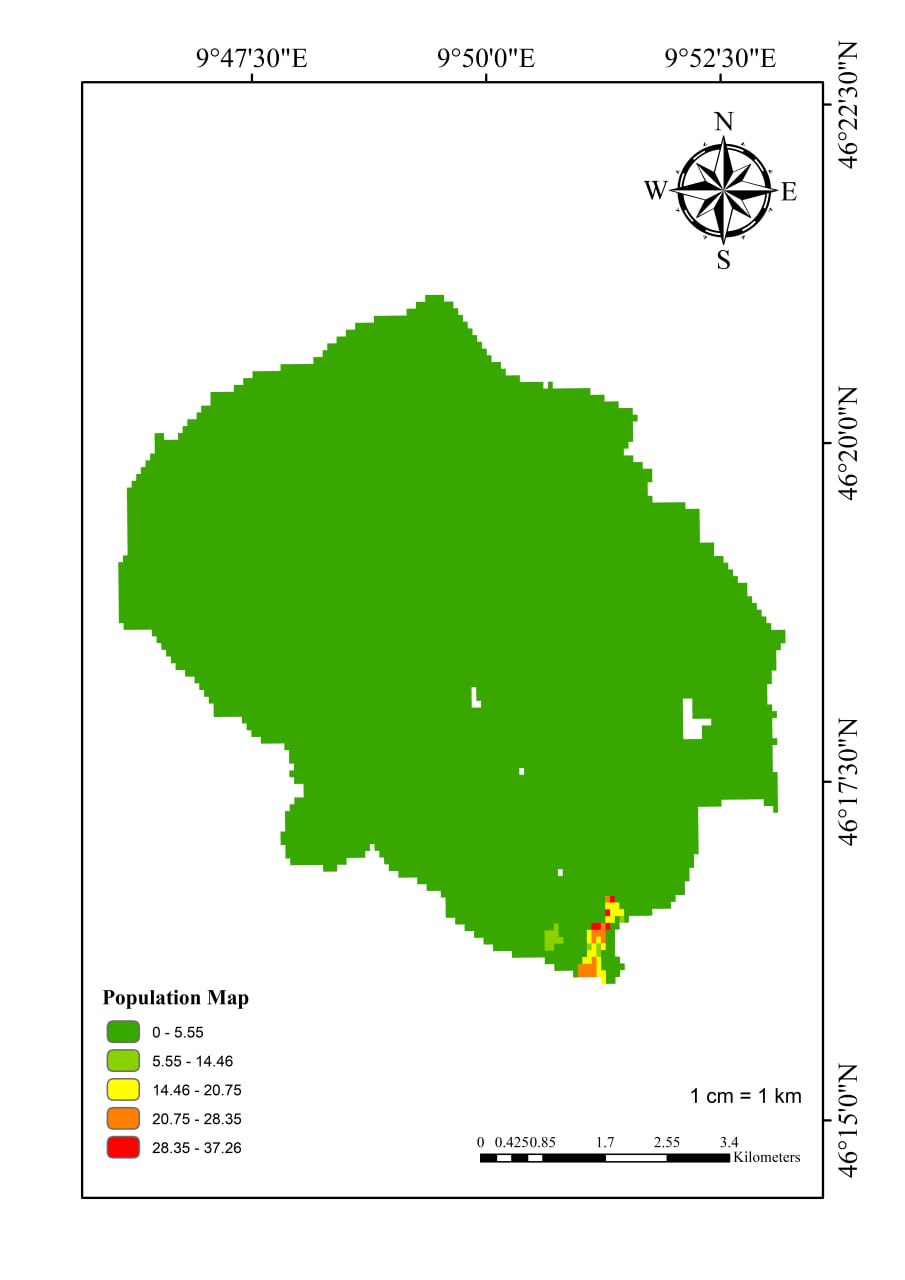 9°47'30"E 9°50'0"E 9°52'30"E
46°22'30"N
N
W E
S
46°20'0"N
46°17'30"N
46°15'0"N
Population Map
0 - 5.55
5.55 - 14.46
14.46 - 20.75
20.75 - 28.35
28.35 - 37.26
1 cm = 1 km
0 0.4250.85 1.7 2.55 3.4
Kilometers